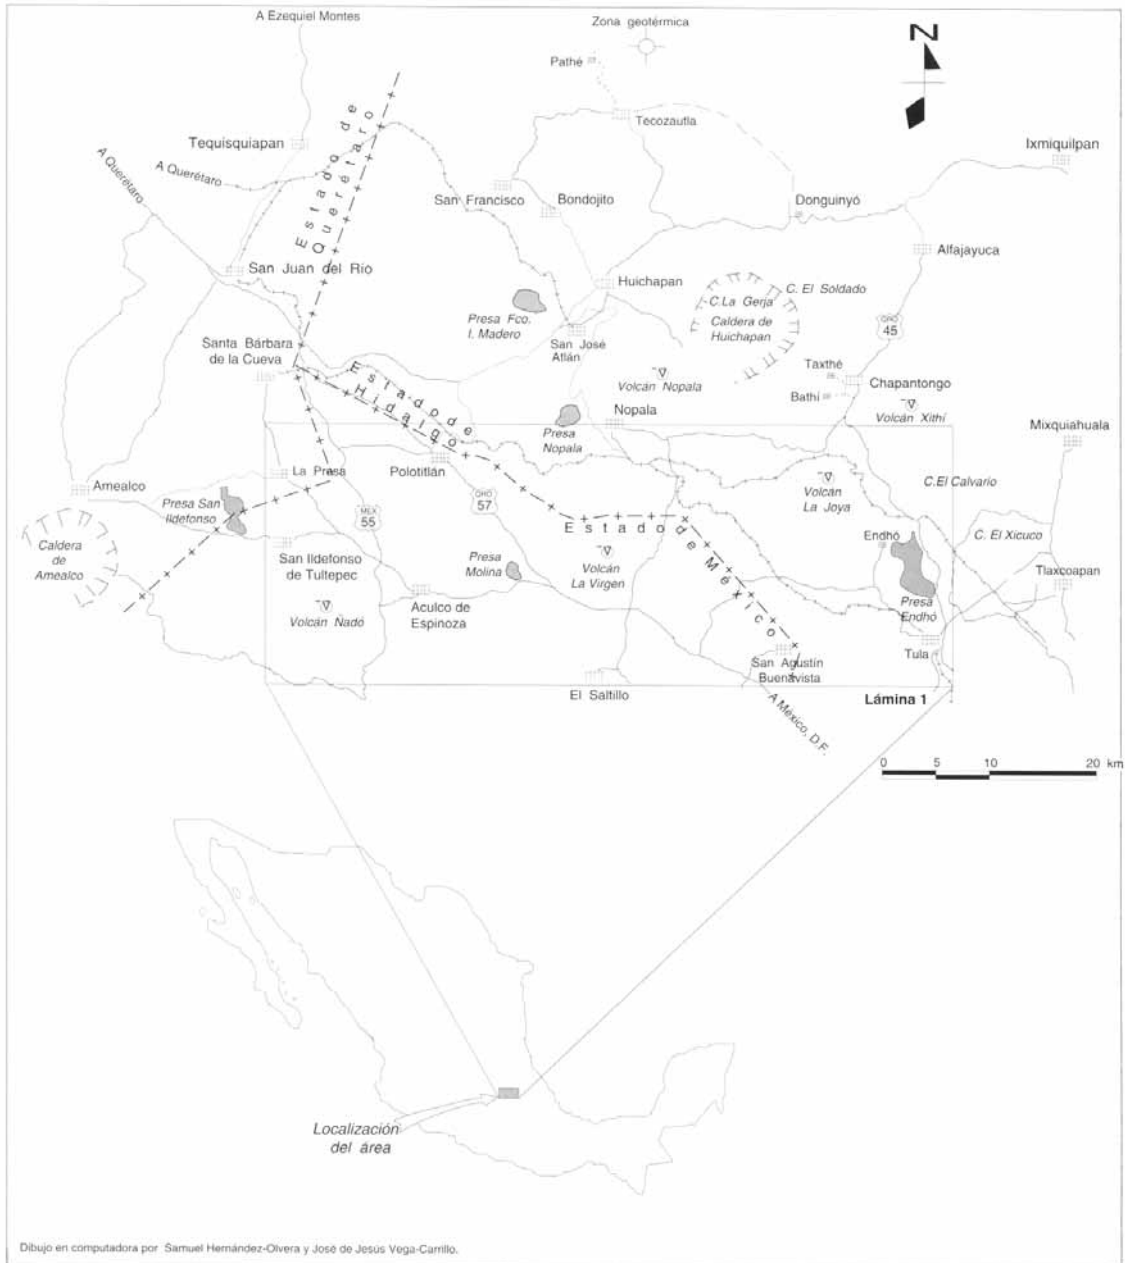 A Ezequiel Montes
Zona geotérmica
Pathé
N
Tecozautla
Tequisquiapan
Ixmiquilpan
A Querétaro
A Querétaro
Estado de
Querétaro
San Francisco
Bondojito
Donguinyó
Alfajayuca
San Juan del Río
Huichapan
C. El Soldado
C. La Gerja
Caldera de
Huichapan
Presa Fco.
I. Madero
QRO
45
San José
Atlán
Santa Bárbara
de la Cueva
Estado de
Hidalgo
Volcán Nopala
Taxthé
Chapantongo
Bathí
Volcán Xithí
Nopala
Presa
Nopala
Mixquiahuala
La Presa
Polotitlán
Amealco
Presa San
Ildefonso
MEX
55
QRO
57
Volcán
La Joya
C. El Calvario
Estado de México
Endhó
C. El Xicuco
Caldera
de
Amealco
San Ildefonso
de Tultepec
Presa
Molina
Volcán
La Virgen
Tlaxcoapan
Presa
Endhó
Volcán Ñadó
Aculco de
Espinoza
Tula
San Agustín
Buenavista
El Saltillo
Lámina 1
A México, D.F.
0 5 10 20 km
Localización
del área
Dibujo en computadora por Samuel Hernández-Olvera y José de Jesús Vega-Carrillo.